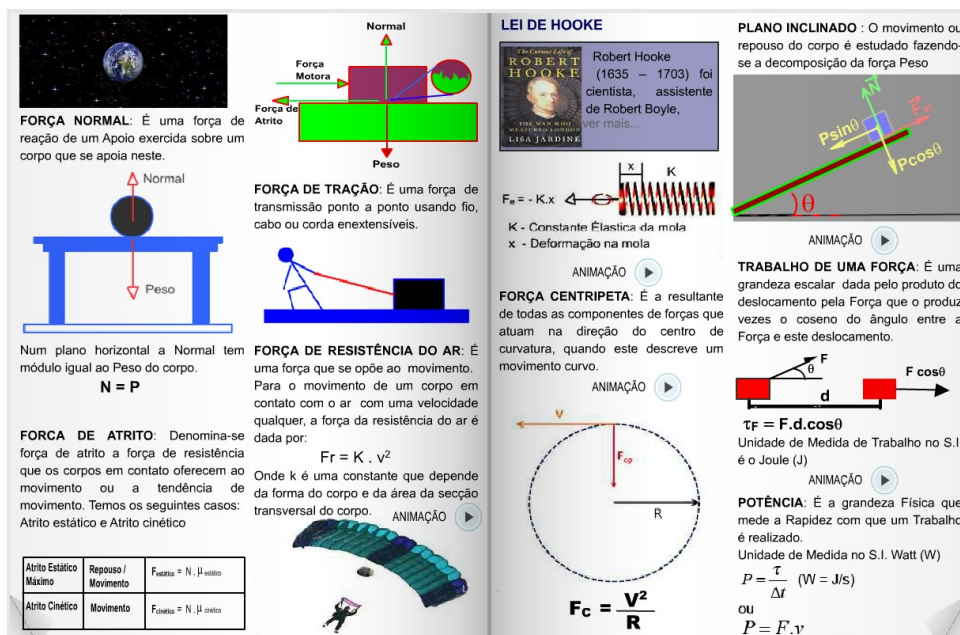 FORÇA NORMAL: É uma força de
reação de um Apoio exercida sobre um
corpo que se apoia neste.
Normal
Peso
Num plano horizontal a Normal tem
módulo igual ao Peso do corpo.
N = P
FORCA DE ATRITO: Denomina-se
força de atrito a força de resistência
que os corpos em contato oferecem ao
movimento ou a tendência de
movimento. Temos os seguintes casos:
Atrito estático e Atrito cinético
Atrito Estático Máximo | Repouso / Movimento | Festático = N . μ estático
Atrito Cinético | Movimento | Fcinético = N . μ cinético
Normal
Força
Motora
Força de
Atrito
Peso
FORÇA DE TRAÇÃO: É uma força de
transmissão ponto a ponto usando fio,
cabo ou corda enextensíveis.
FORÇA DE RESISTÊNCIA DO AR: É
uma força que se opõe ao movimento.
Para o movimento de um corpo em
contato com o ar com uma velocidade
qualquer, a força da resistência do ar é
dada por:
Fr = K . v²
Onde k é uma constante que depende
da forma do corpo e da área da secção
transversal do corpo.
ANIMAÇÃO
LEI DE HOOKE
The Curious Life of
ROBERT
HOOKE
THE MAN WHO
MEASURED LONDON
LISA JARDINE
Robert Hooke
(1635 – 1703) foi
cientista, assistente
de Robert Boyle,
ver mais...
x
K
Fe = - K.x
K - Constante Élastica da mola
x - Deformação na mola
ANIMAÇÃO
FORÇA CENTRIPETA: É a resultante
de todas as componentes de forças que
atuam na direção do centro de
curvatura, quando este descreve um
movimento curvo.
ANIMAÇÃO
V
Fcp
R
Fc = V²
R
PLANO INCLINADO : O movimento ou
repouso do corpo é estudado fazendo-
se a decomposição da força Peso
N
Psinθ
Pcosθ
θ
ANIMAÇÃO
TRABALHO DE UMA FORÇA: É uma
grandeza escalar dada pelo produto do
deslocamento pela Força que o produz
vezes o coseno do ângulo entre a
Força e este deslocamento.
F
θ
F cosθ
d
τF = F.d.cosθ
Unidade de Medida de Trabalho no S.I
é o Joule (J)
ANIMAÇÃO
POTÊNCIA: É a grandeza Física que
mede a Rapidez com que um Trabalho
é realizado.
Unidade de Medida no S.I. Watt (W)
P = τ / Δt (W = J/s)
ou
P = F.v